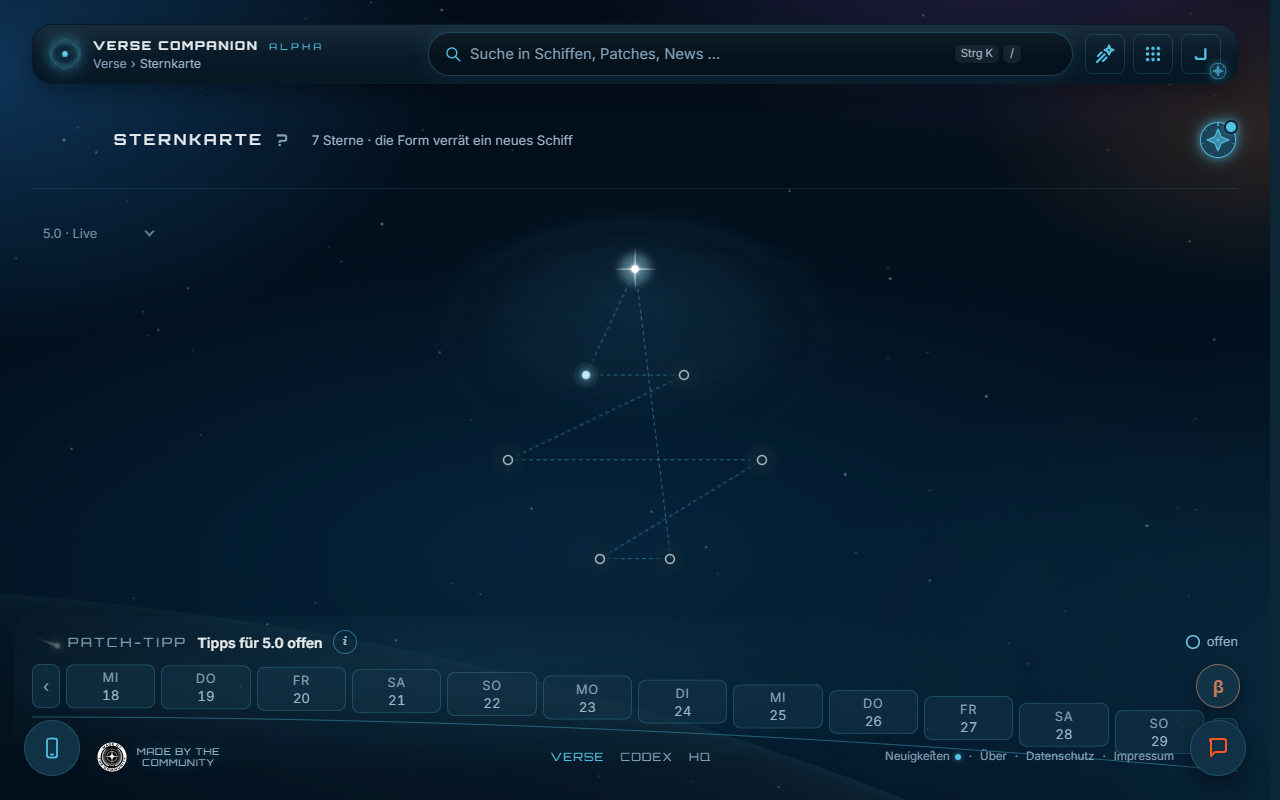 VERSE COMPANION ALPHA
Verse › Sternkarte
Suche in Schiffen, Patches, News ...
Strg K /
STERNKARTE ?
7 Sterne · die Form verrät ein neues Schiff
5.0 · Live
PATCH-TIPP Tipps für 5.0 offen i
offen
‹
MI 18
DO 19
FR 20
SA 21
SO 22
MO 23
DI 24
MI 25
DO 26
FR 27
SA 28
SO 29
β
MADE BY THE
COMMUNITY
VERSE CODEX HQ
Neuigkeiten · Über · Datenschutz · Impressum